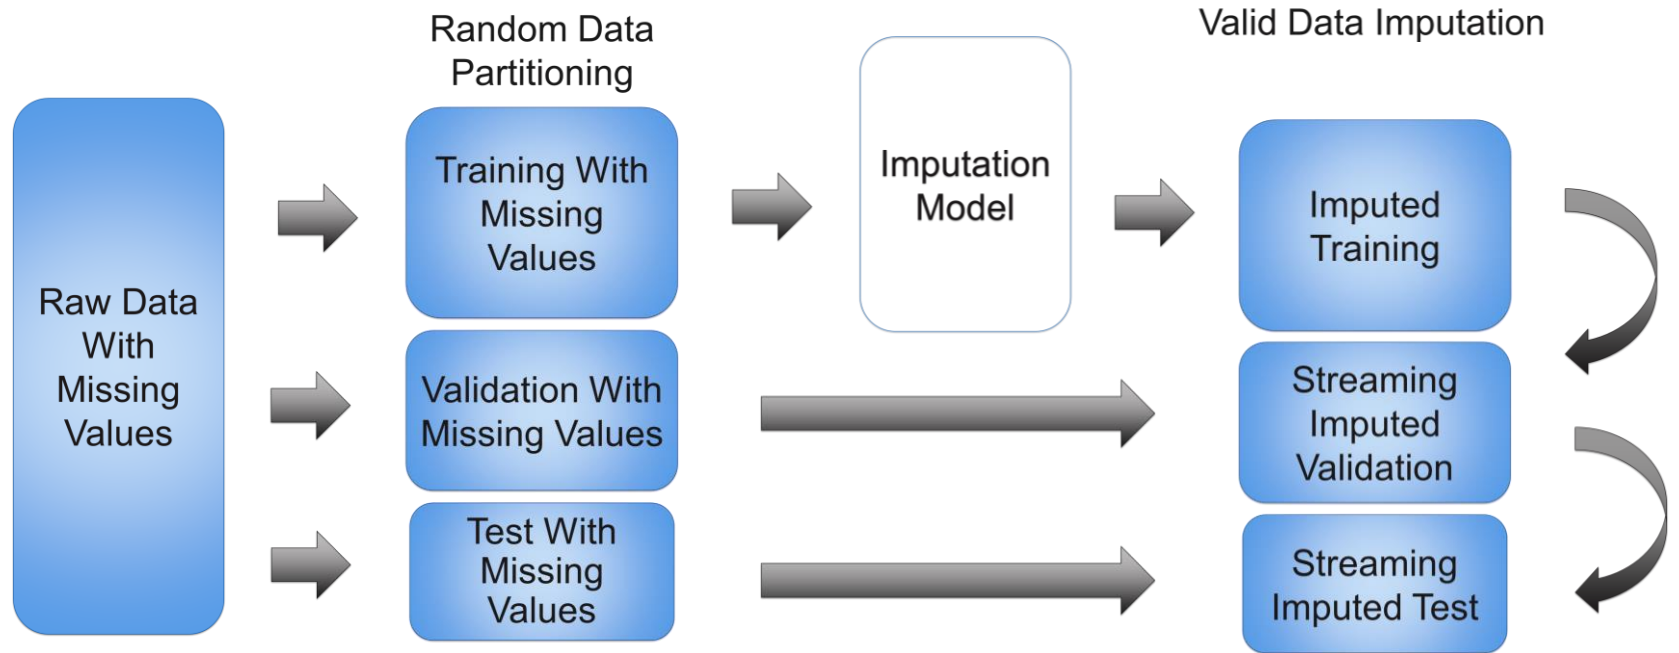 Random Data
Partitioning
Valid Data Imputation
Raw Data
With
Missing
Values
Training With
Missing
Values
Validation With
Missing Values
Test With
Missing
Values
Imputation
Model
Imputed
Training
Streaming
Imputed
Validation
Streaming
Imputed Test